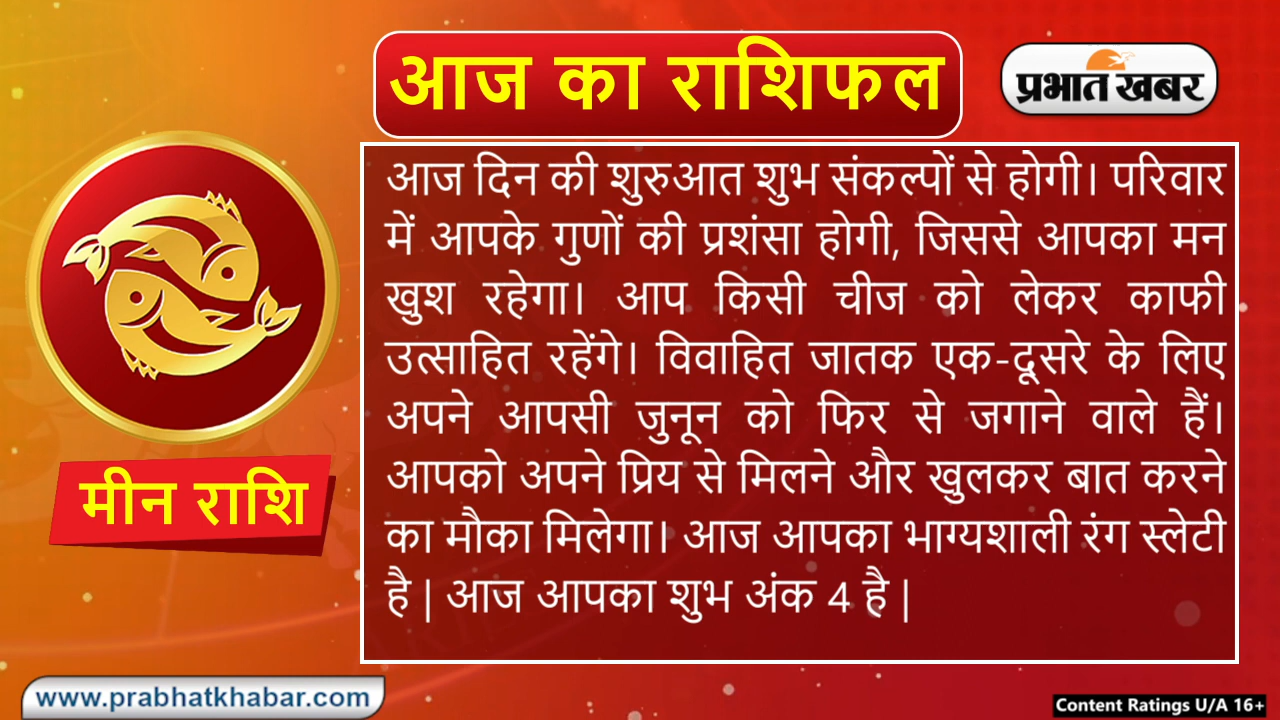 आज का राशिफल
प्रभात खबर
आज दिन की शुरुआत शुभ संकल्पों से होगी। परिवार
में आपके गुणों की प्रशंसा होगी, जिससे आपका मन
खुश रहेगा। आप किसी चीज को लेकर काफी
उत्साहित रहेंगे। विवाहित जातक एक-दूसरे के लिए
अपने आपसी जुनून को फिर से जगाने वाले हैं।
आपको अपने प्रिय से मिलने और खुलकर बात करने
का मौका मिलेगा। आज आपका भाग्यशाली रंग स्लेटी
है | आज आपका शुभ अंक 4 है |
मीन राशि
www.prabhatkhabar.com
Content Ratings U/A 16+